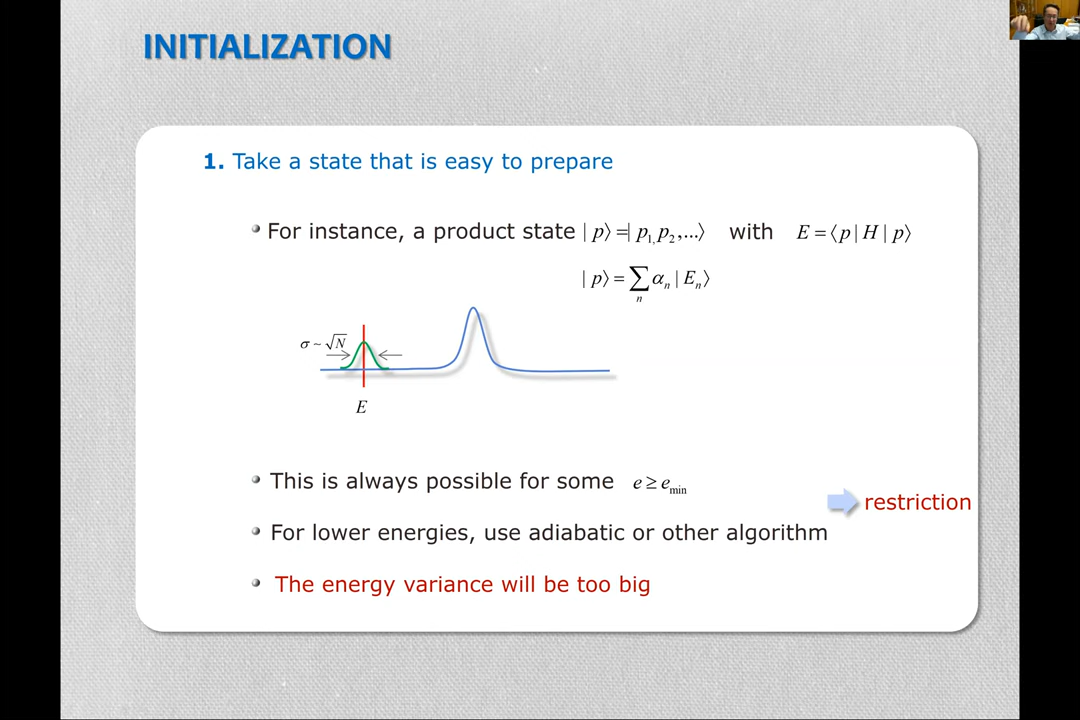 INITIALIZATION
1. Take a state that is easy to prepare
For instance, a product state | p⟩ =| p₁, p₂,...⟩ with E = ⟨p | H | p⟩
| p⟩ = ∑ₙ αₙ | Eₙ⟩
σ ~ √N
E
This is always possible for some e ≥ eₘᵢₙ
restriction
For lower energies, use adiabatic or other algorithm
The energy variance will be too big